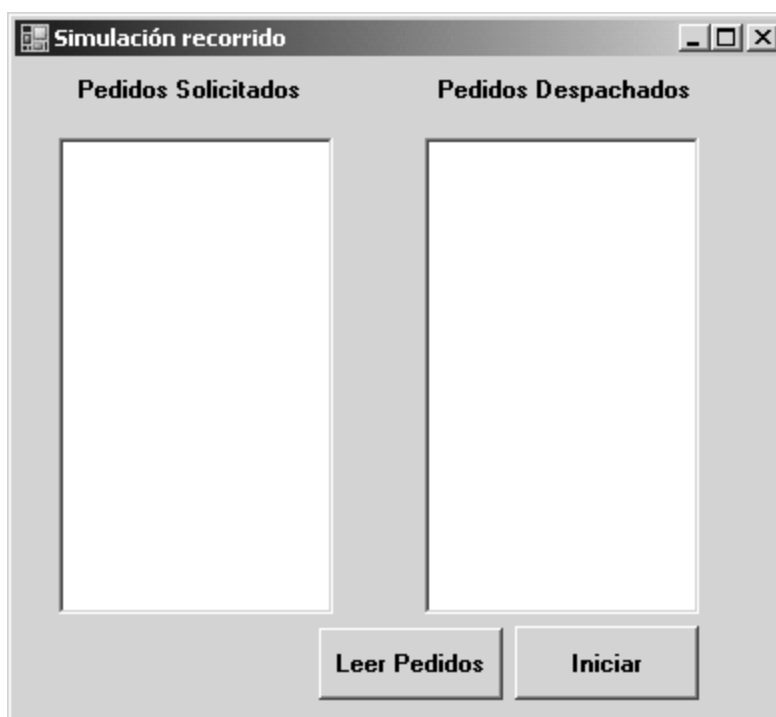 Simulación recorrido
Pedidos Solicitados
Pedidos Despachados
Leer Pedidos
Iniciar